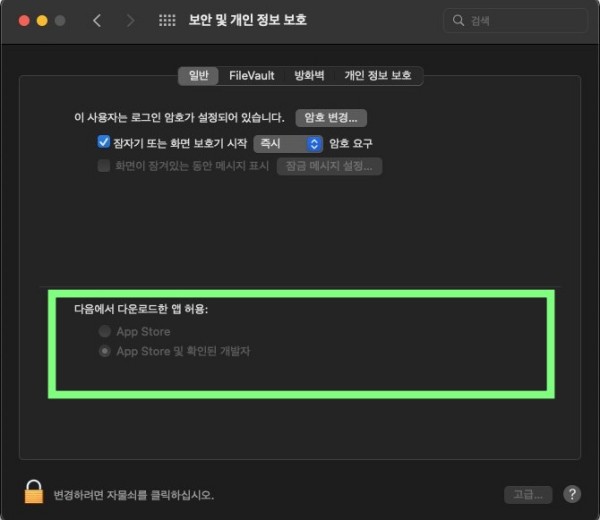 보안 및 개인 정보 보호
검색
일반 FileVault 방화벽 개인 정보 보호
이 사용자는 로그인 암호가 설정되어 있습니다. 암호 변경...
잠자기 또는 화면 보호기 시작 즉시 암호 요구
화면이 잠겨있는 동안 메시지 표시 잠금 메시지 설정...
다음에서 다운로드한 앱 허용:
App Store
App Store 및 확인된 개발자
변경하려면 자물쇠를 클릭하십시오. 고급... ?